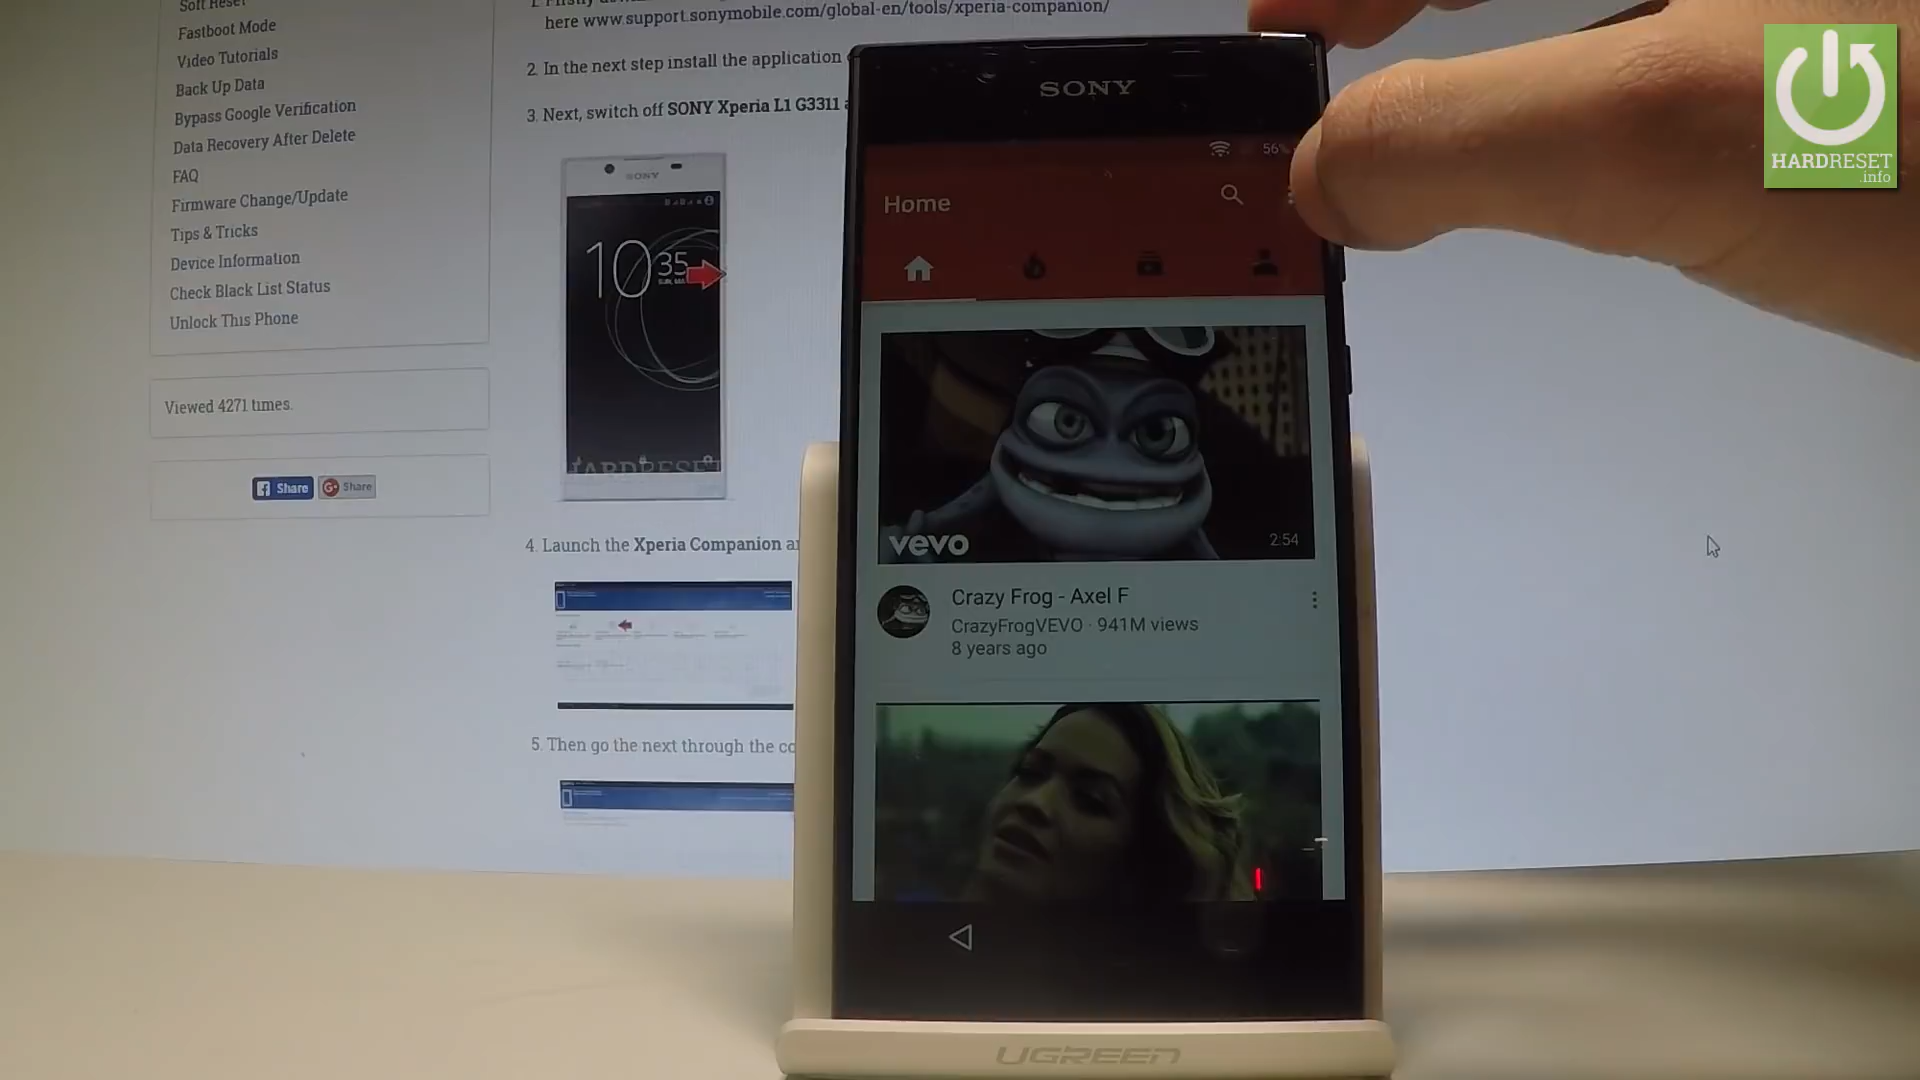 Soft Reset
Fastboot Mode
Video Tutorials
Back Up Data
Bypass Google Verification
Data Recovery After Delete
FAQ
Firmware Change/Update
Tips & Tricks
Device Information
Check Black List Status
Unlock This Phone
Viewed 4271 times.
Share
G+ Share
here www.support.sonymobile.com/global-en/tools/xperia-companion/
2. In the next step install the application
3. Next, switch off SONY Xperia L1 G3311
SONY
10 35
HARDRESET
4. Launch the Xperia Companion
5. Then go the next through the
SONY
56%
Home
vevo
2:54
Crazy Frog - Axel F
CrazyFrogVEVO · 941M views
8 years ago
UGREEN
HARDRESET
.info